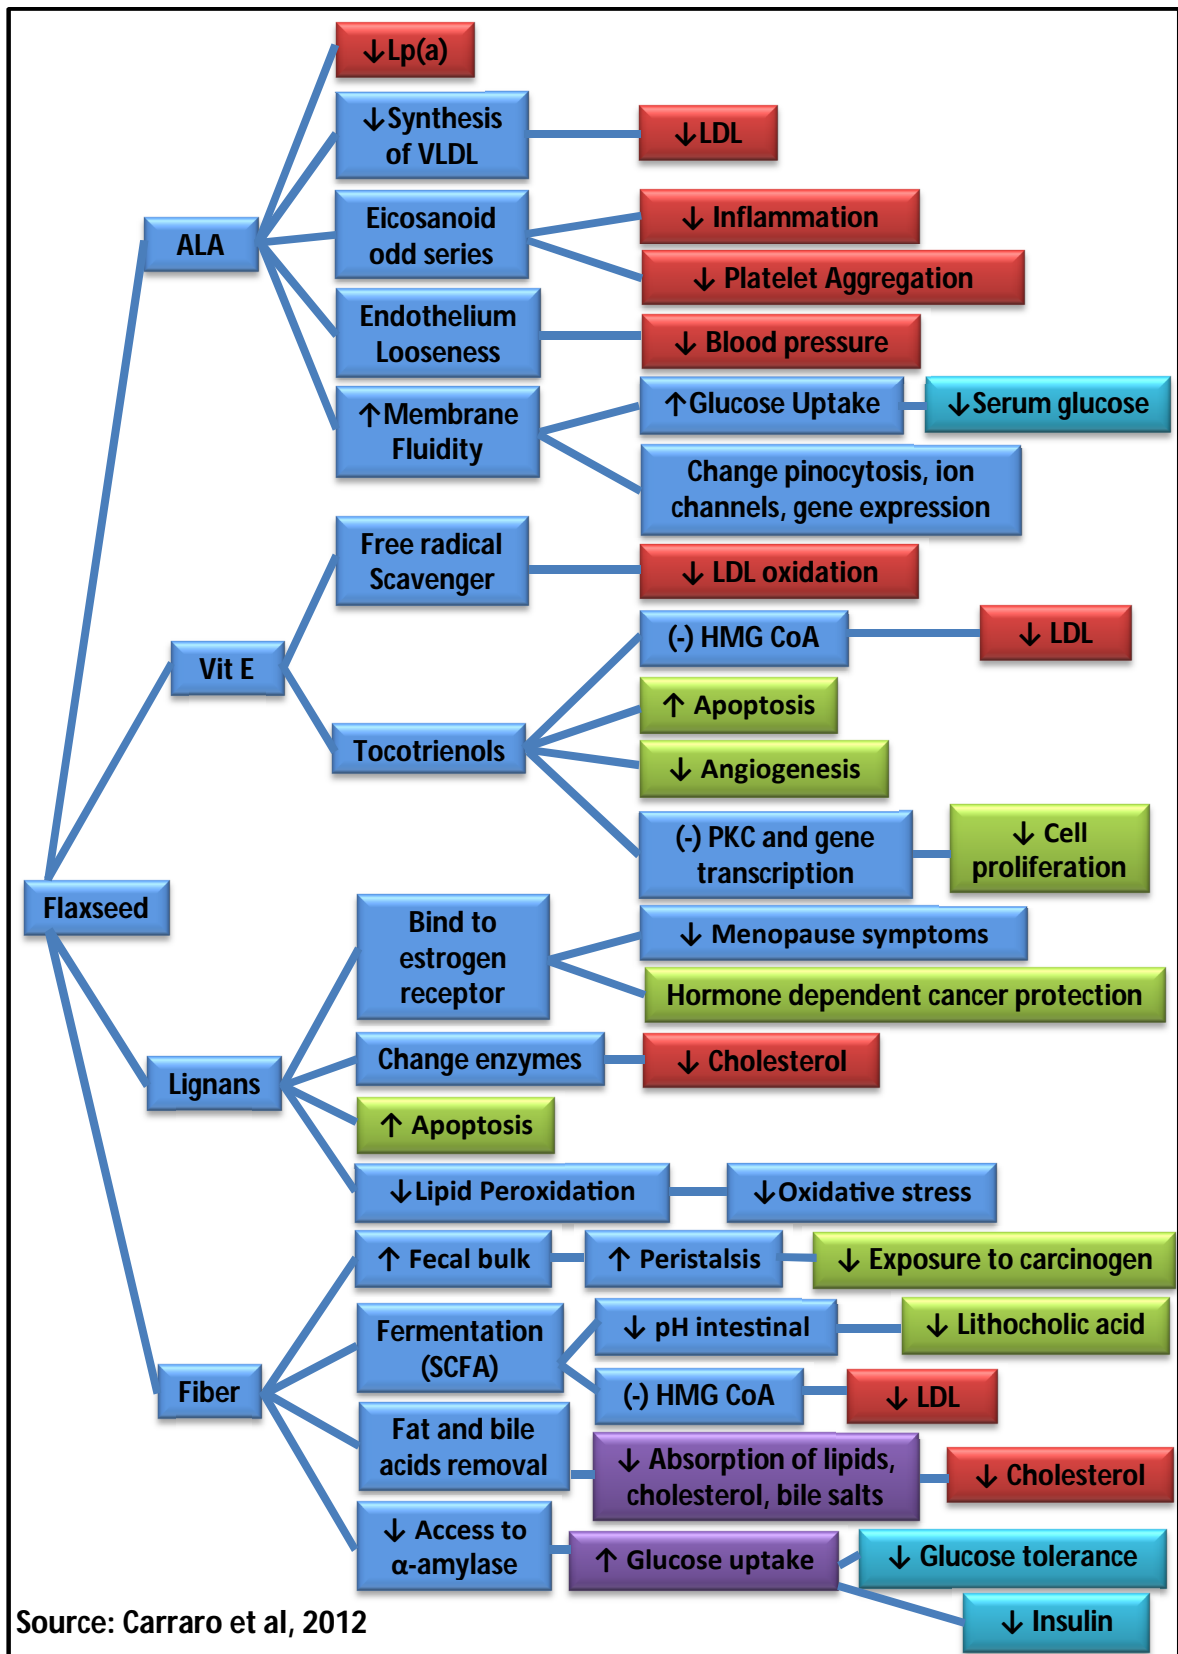 ↓Lp(a)
↓Synthesis
of VLDL
↓LDL
Eicosanoid
odd series
↓ Inflammation
↓ Platelet Aggregation
ALA
Endothelium
Looseness
↓ Blood pressure
↑Membrane
Fluidity
↑Glucose Uptake
↓Serum glucose
Change pinocytosis, ion
channels, gene expression
Free radical
Scavenger
↓ LDL oxidation
Vit E
(-) HMG CoA
↓ LDL
↑ Apoptosis
Tocotrienols
↓ Angiogenesis
(-) PKC and gene
transcription
↓ Cell
proliferation
Flaxseed
Bind to
estrogen
receptor
↓ Menopause symptoms
Hormone dependent cancer protection
Lignans
Change enzymes
↓ Cholesterol
↑ Apoptosis
↓Lipid Peroxidation
↓Oxidative stress
↑ Fecal bulk
↑ Peristalsis
↓ Exposure to carcinogen
Fermentation
(SCFA)
↓ pH intestinal
↓ Lithocholic acid
Fiber
(-) HMG CoA
↓ LDL
Fat and bile
acids removal
↓ Absorption of lipids,
cholesterol, bile salts
↓ Cholesterol
↓ Access to
α-amylase
↑ Glucose uptake
↓ Glucose tolerance
↓ Insulin
Source: Carraro et al, 2012